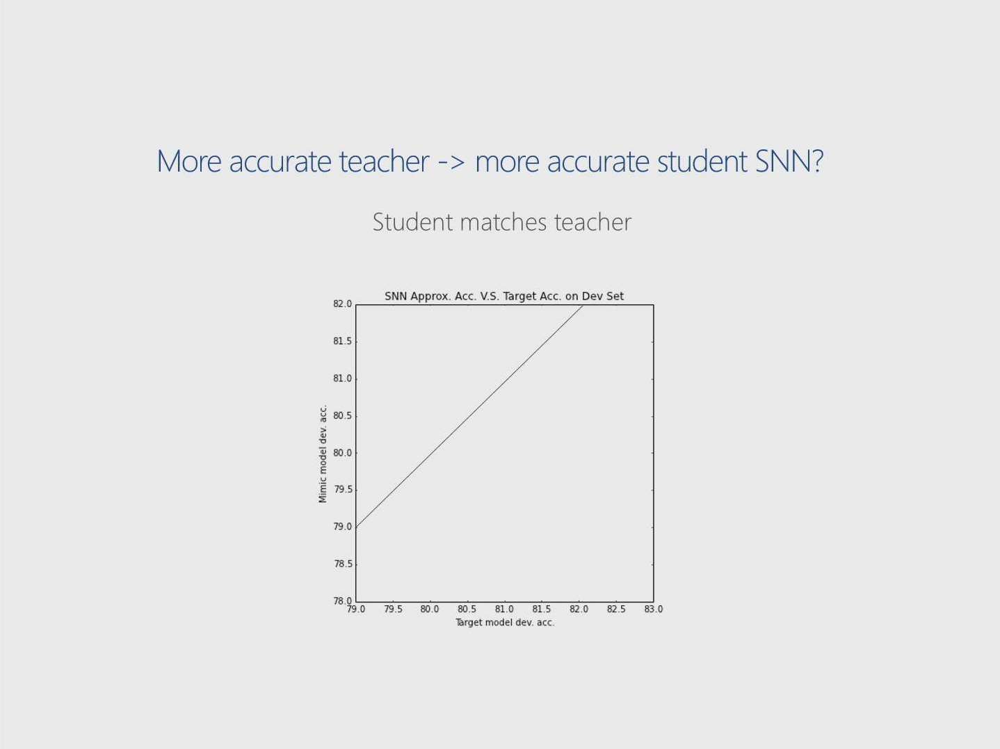 More accurate teacher -> more accurate student SNN?
Student matches teacher
SNN Approx. Acc. V.S. Target Acc. on Dev Set
82.0
81.5
81.0
80.5
80.0
79.5
79.0
78.5
78.0
Mimic model dev. acc.
79.0 79.5 80.0 80.5 81.0 81.5 82.0 82.5 83.0
Target model dev. acc.